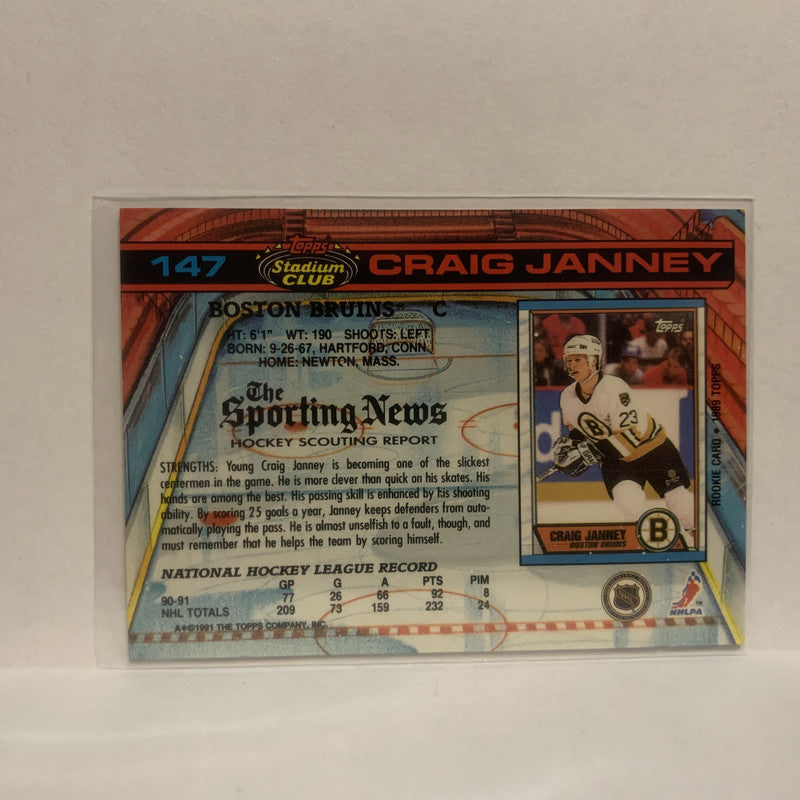 147 Topps Stadium CLUB CRAIG JANNEY
BOSTON BRUINS C
HT: 6'1" WT: 190 SHOOTS: LEFT
BORN: 9-26-67, HARTFORD, CONN.
HOME: NEWTON, MASS.
The
Sporting News
HOCKEY SCOUTING REPORT
STRENGTHS: Young Craig Janney is becoming one of the slickest
centermen in the game. He is more clever than quick on his skates. His
hands are among the best. His passing skill is enhanced by his shooting
ability. By scoring 25 goals a year, Janney keeps defenders from auto-
matically playing the pass. He is almost unselfish to a fault, though, and
must remember that he helps the team by scoring himself.
NATIONAL HOCKEY LEAGUE RECORD
GP G A PTS PIM
90-91 77 26 66 92 8
NHL TOTALS 209 73 159 232 24
A*©1991 THE TOPPS COMPANY, INC.
Topps
B
23
CRAIG JANNEY
BOSTON BRUINS
B
ROOKIE CARD • 1989 TOPPS
NHL
NHLPA
TM